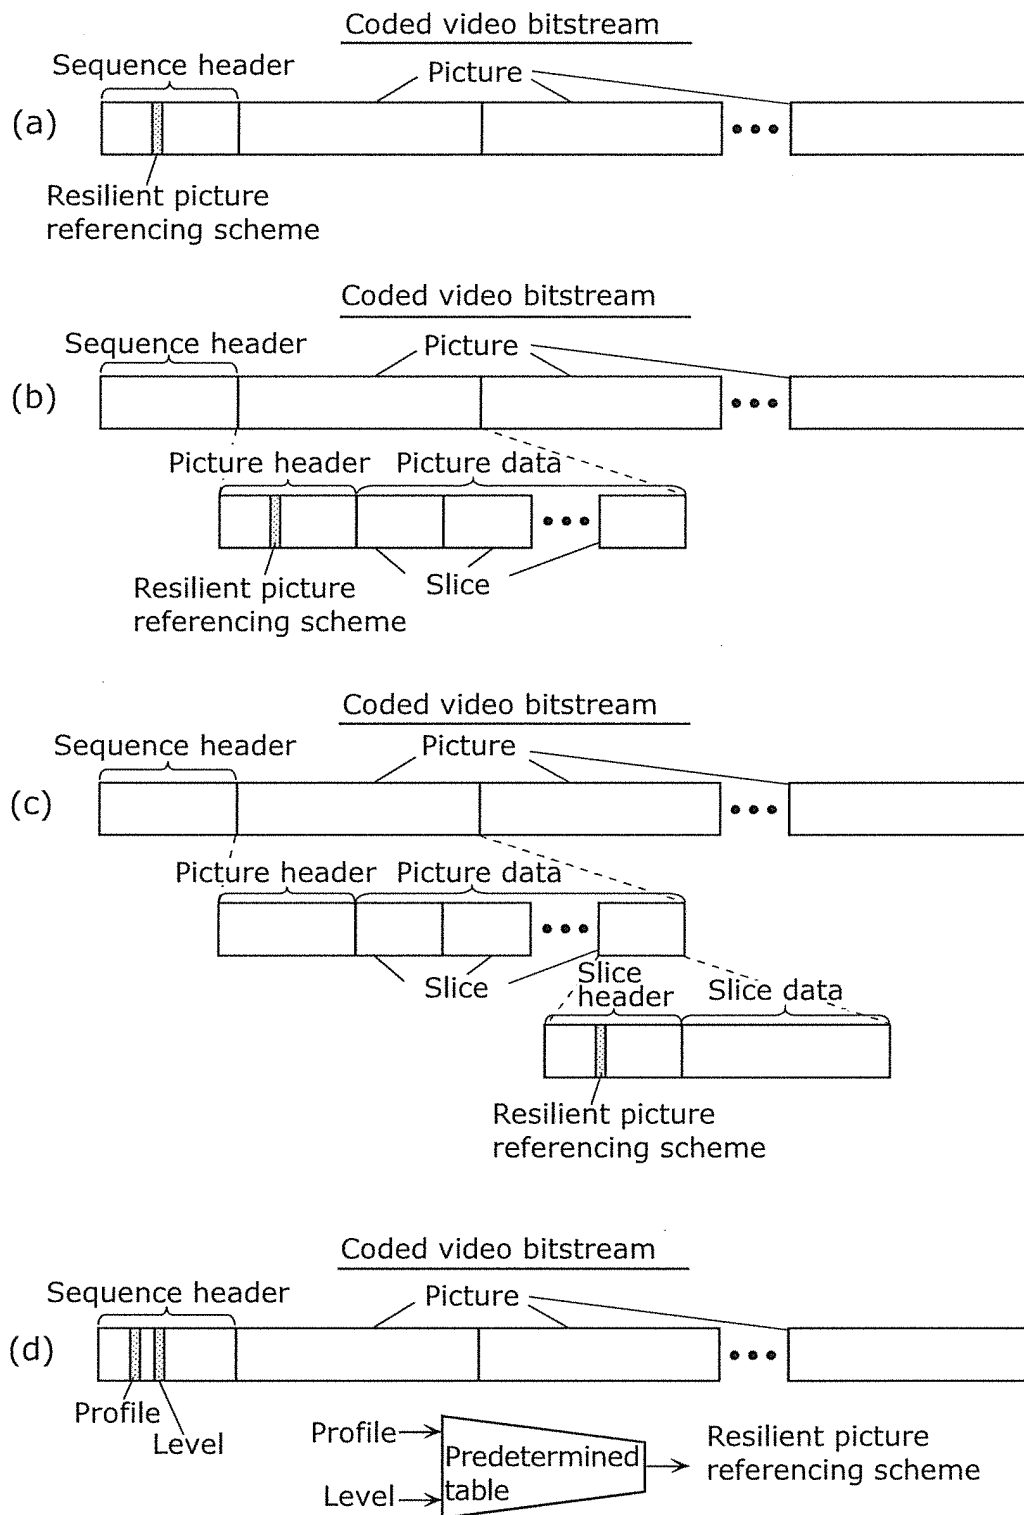 Coded video bitstream
Sequence header
Picture
(a)
Resilient picture
referencing scheme
Coded video bitstream
Sequence header
Picture
(b)
Picture header
Picture data
Slice
Resilient picture
referencing scheme
Coded video bitstream
Sequence header
Picture
(c)
Picture header
Picture data
Slice
Slice
header
Slice data
Resilient picture
referencing scheme
Coded video bitstream
Sequence header
Picture
(d)
Profile
Level
Profile
Level
Predetermined
table
Resilient picture
referencing scheme